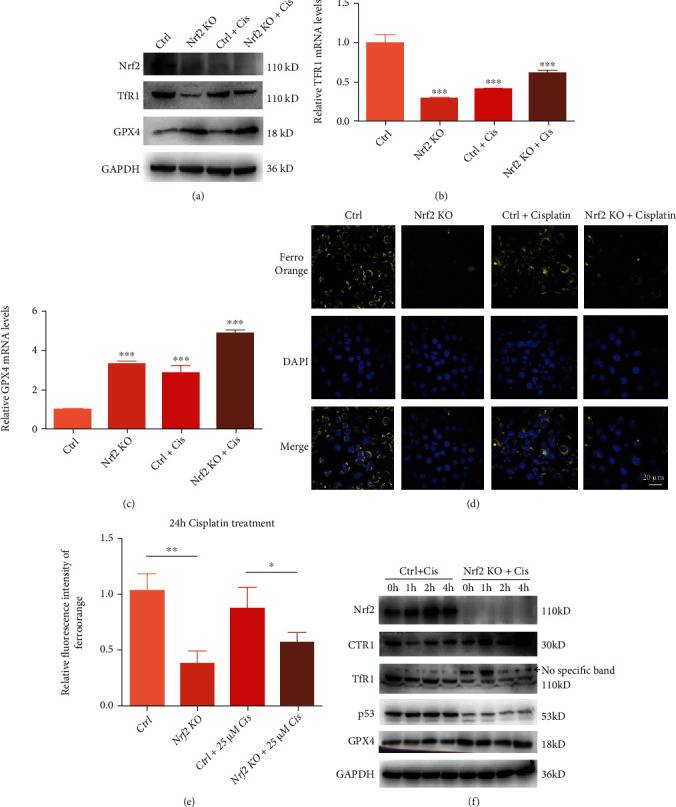 Ctrl
Nrf2 KO
Ctrl + Cis
Nrf2 KO + Cis
Nrf2
110 kD
TfR1
110 kD
GPX4
18 kD
GAPDH
36 kD
(a)
Relative TFR1 mRNA levels
1.5
1.0
0.5
0.0
***
***
***
Ctrl
Nrf2 KO
Ctrl + Cis
Nrf2 KO + Cis
(b)
Relative GPX4 mRNA levels
6
4
2
0
***
***
***
Ctrl
Nrf2 KO
Ctrl + Cis
Nrf2 KO + Cis
(c)
Ctrl
Nrf2 KO
Ctrl + Cisplatin
Nrf2 KO + Cisplatin
Ferro
Orange
DAPI
Merge
20 μm
(d)
24h Cisplatin treatment
Relative fluorescence intensity of
ferroorange
1.5
1.0
0.5
0.0
**
*
Ctrl
Nrf2 KO
Ctrl + 25 μM Cis
Nrf2 KO + 25 μM Cis
(e)
Ctrl+Cis
Nrf2 KO + Cis
0h 1h 2h 4h 0h 1h 2h 4h
Nrf2
110kD
CTR1
30kD
No specific band
TfR1
110kD
p53
53kD
GPX4
18kD
GAPDH
36kD
(f)